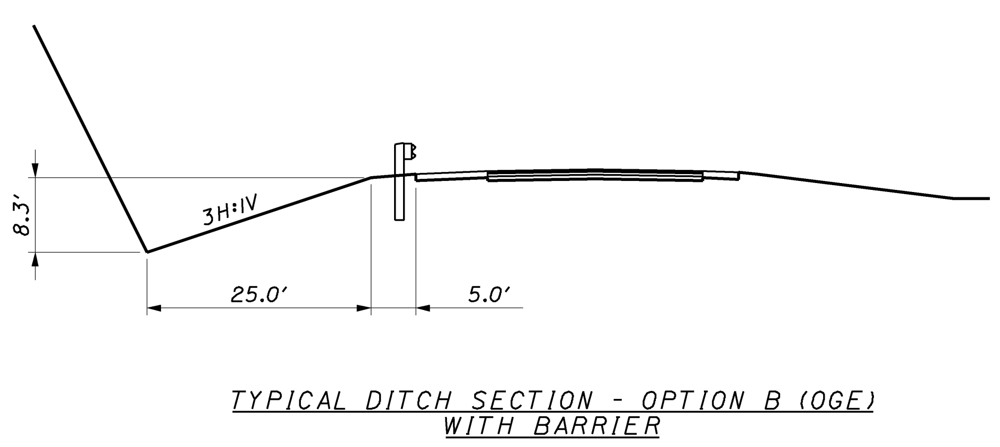 3H:1V
8.3'
25.0'
5.0'
TYPICAL DITCH SECTION - OPTION B (OGE)
WITH BARRIER